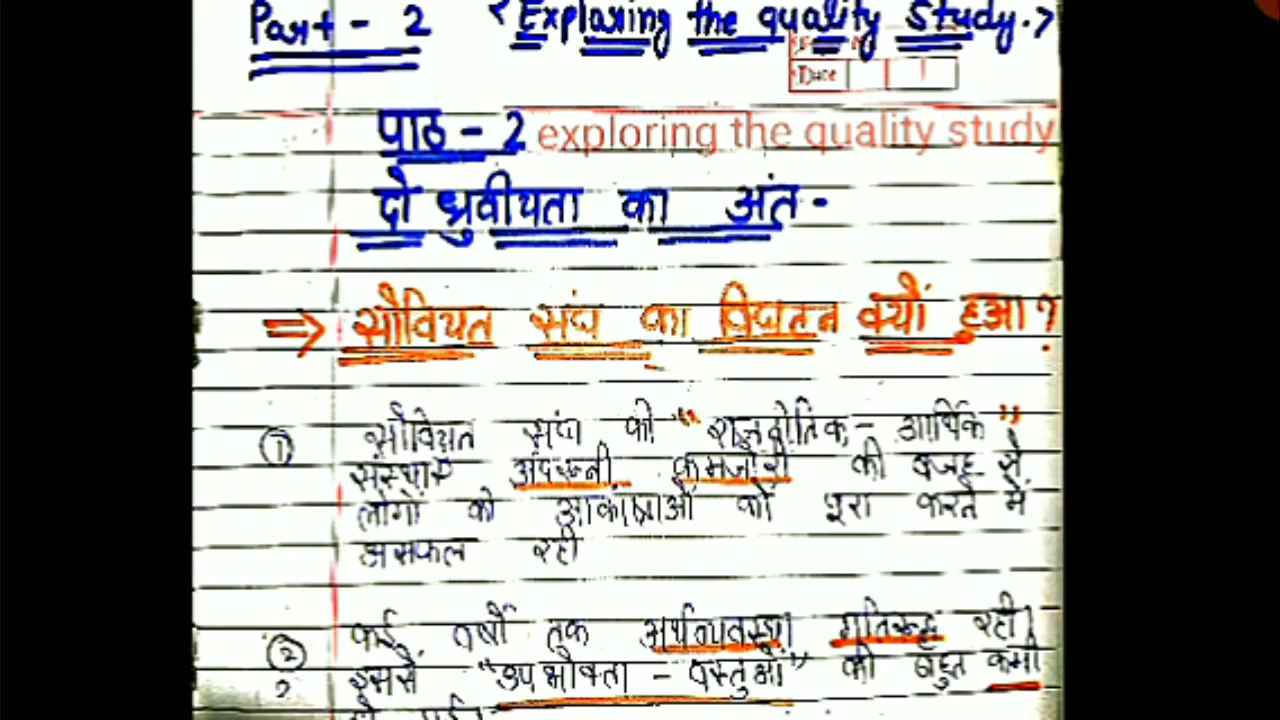 Part - 2 < Exploring the quality Study.>
Date
पाठ - 2 exploring the quality study
दो ध्रुवीयता का अंत.
⇒ सोवियत संघ का विघटन क्यों हुआ?
① सोवियत संघ की "राजनीतिक - आर्थिक"
संस्थाएं अंदरूनी कमजोरी की वजह से
लोगों की आकांक्षाओं को पूरा करने में
असफल रही
② कई वर्षों तक अर्थव्यवस्था गतिरुद्ध रही,
इससे "उपभोक्ता - वस्तुओं" की बहुत कमी